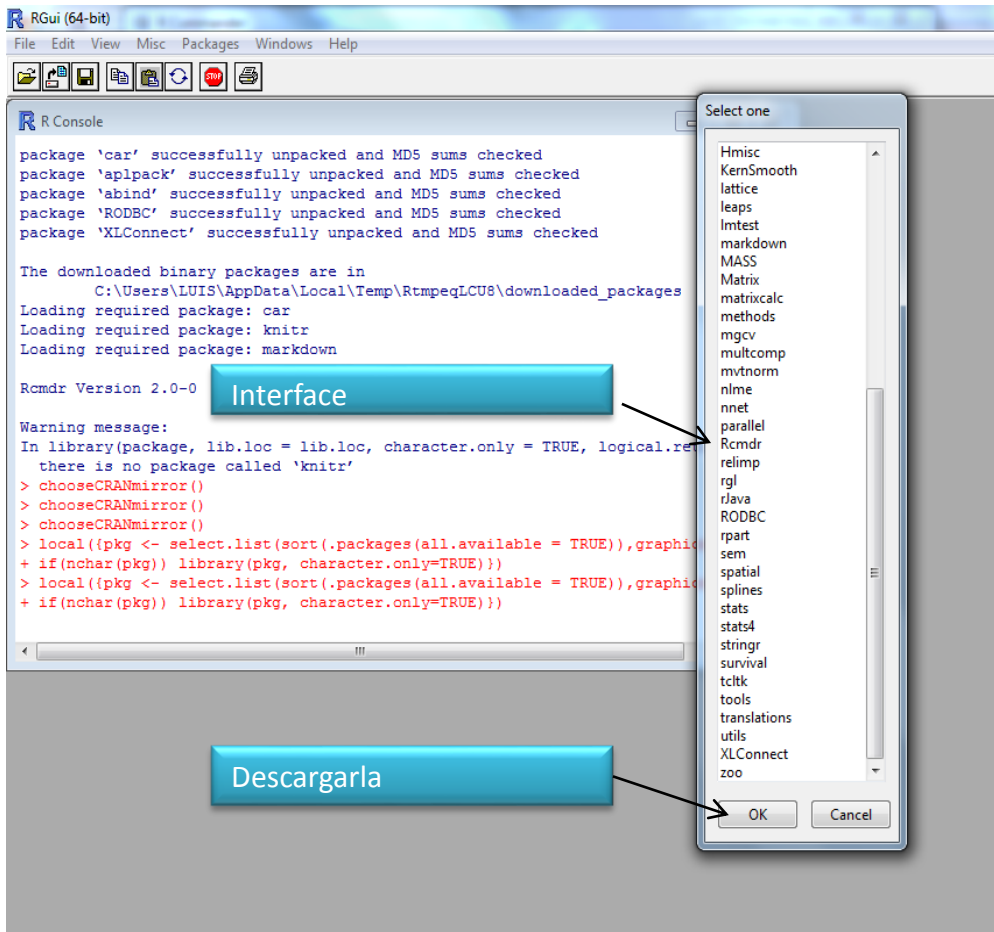 RGui (64-bit)
File Edit View Misc Packages Windows Help
STOP
R Console
package ‘car’ successfully unpacked and MD5 sums checked
package ‘aplpack’ successfully unpacked and MD5 sums checked
package ‘abind’ successfully unpacked and MD5 sums checked
package ‘RODBC’ successfully unpacked and MD5 sums checked
package ‘XLConnect’ successfully unpacked and MD5 sums checked
The downloaded binary packages are in
C:\Users\LUIS\AppData\Local\Temp\RtmpeqLCU8\downloaded_packages
Loading required package: car
Loading required package: knitr
Loading required package: markdown
Rcmdr Version 2.0-0
Warning message:
In library(package, lib.loc = lib.loc, character.only = TRUE, logical.ret
there is no package called ‘knitr’
> chooseCRANmirror()
> chooseCRANmirror()
> chooseCRANmirror()
> local({pkg <- select.list(sort(.packages(all.available = TRUE)),graphic
+ if(nchar(pkg)) library(pkg, character.only=TRUE)})
> local({pkg <- select.list(sort(.packages(all.available = TRUE)),graphic
+ if(nchar(pkg)) library(pkg, character.only=TRUE)})
Interface
Descargarla
Select one
Hmisc
KernSmooth
lattice
leaps
lmtest
markdown
MASS
Matrix
matrixcalc
methods
mgcv
multcomp
mvtnorm
nlme
nnet
parallel
Rcmdr
relimp
rgl
rJava
RODBC
rpart
sem
spatial
splines
stats
stats4
stringr
survival
tcltk
tools
translations
utils
XLConnect
zoo
OK Cancel